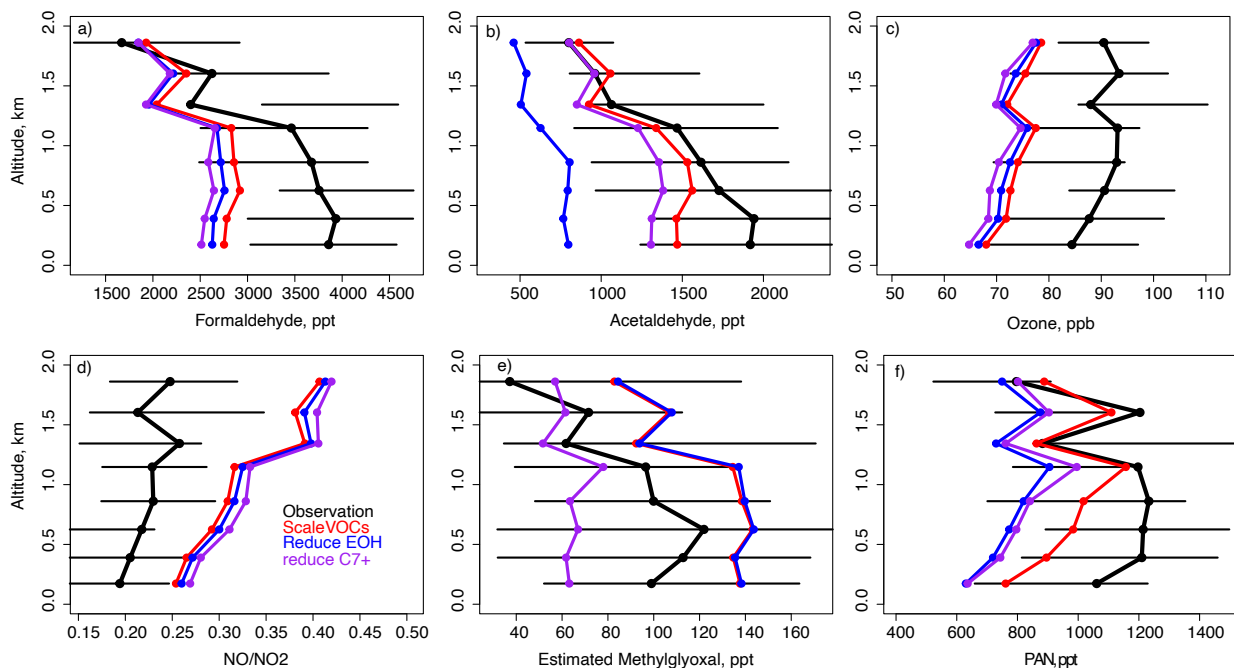 a)
b)
c)
Altitude, km
0.0 0.5 1.0 1.5 2.0
0.0 0.5 1.0 1.5 2.0
0.0 0.5 1.0 1.5 2.0
1500 2000 2500 3000 3500 4000 4500
500 1000 1500 2000
50 60 70 80 90 100 110
Formaldehyde, ppt
Acetaldehyde, ppt
Ozone, ppb
d)
e)
f)
Altitude, km
0.0 0.5 1.0 1.5 2.0
0.0 0.5 1.0 1.5 2.0
0.0 0.5 1.0 1.5 2.0
Observation
ScaleVOCs
Reduce EOH
reduce C7+
0.15 0.20 0.25 0.30 0.35 0.40 0.45 0.50
40 60 80 100 120 140 160
400 600 800 1000 1200 1400
NO/NO2
Estimated Methylglyoxal, ppt
PAN,ppt